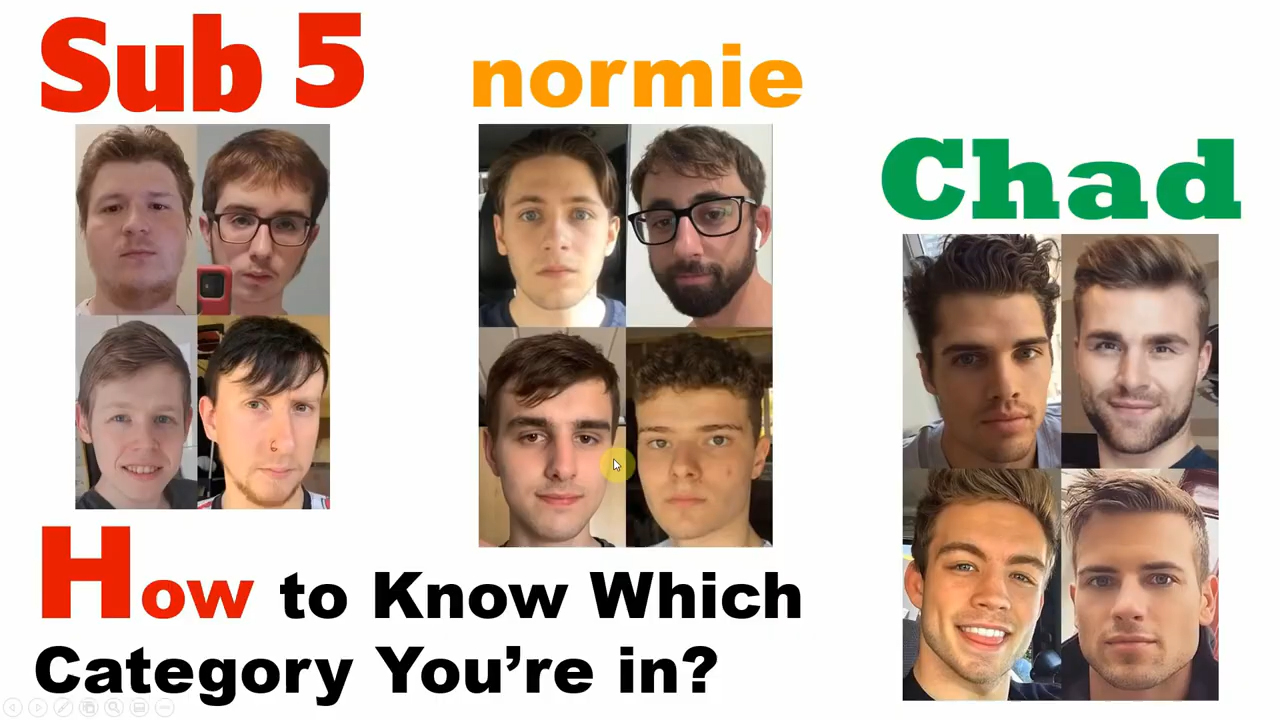 Sub 5
normie
Chad
How to Know Which
Category You're in?